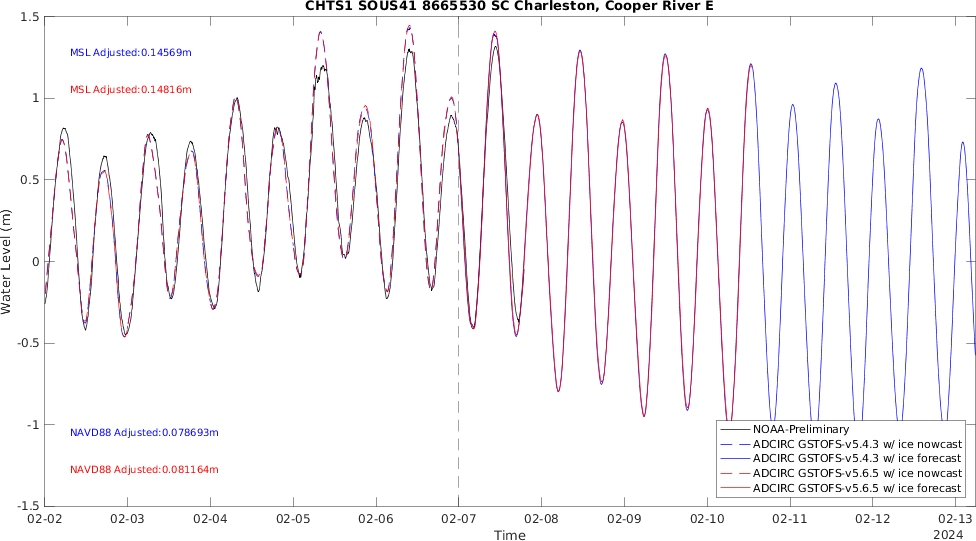 CHTS1 SOUS41 8665530 SC Charleston, Cooper River E
1.5
MSL Adjusted:0.14569m
MSL Adjusted:0.14816m
1
0.5
0
-0.5
-1
-1.5
Water Level (m)
NAVD88 Adjusted:0.078693m
NAVD88 Adjusted:0.081164m
NOAA-Preliminary
ADCIRC GSTOFS-v5.4.3 w/ ice nowcast
ADCIRC GSTOFS-v5.4.3 w/ ice forecast
ADCIRC GSTOFS-v5.6.5 w/ ice nowcast
ADCIRC GSTOFS-v5.6.5 w/ ice forecast
02-02 02-03 02-04 02-05 02-06 02-07 02-08 02-09 02-10 02-11 02-12 02-13
Time
2024